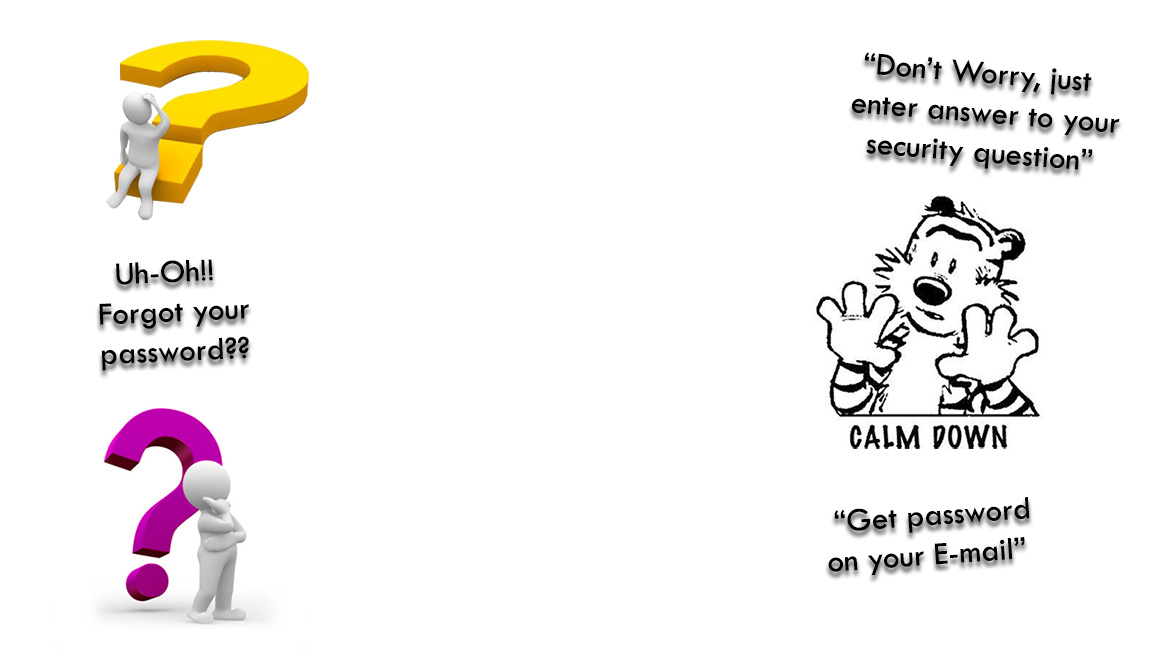 Uh-Oh!!
Forgot your
password??
“Don’t Worry, just
enter answer to your
security question”
CALM DOWN
“Get password
on your E-mail”